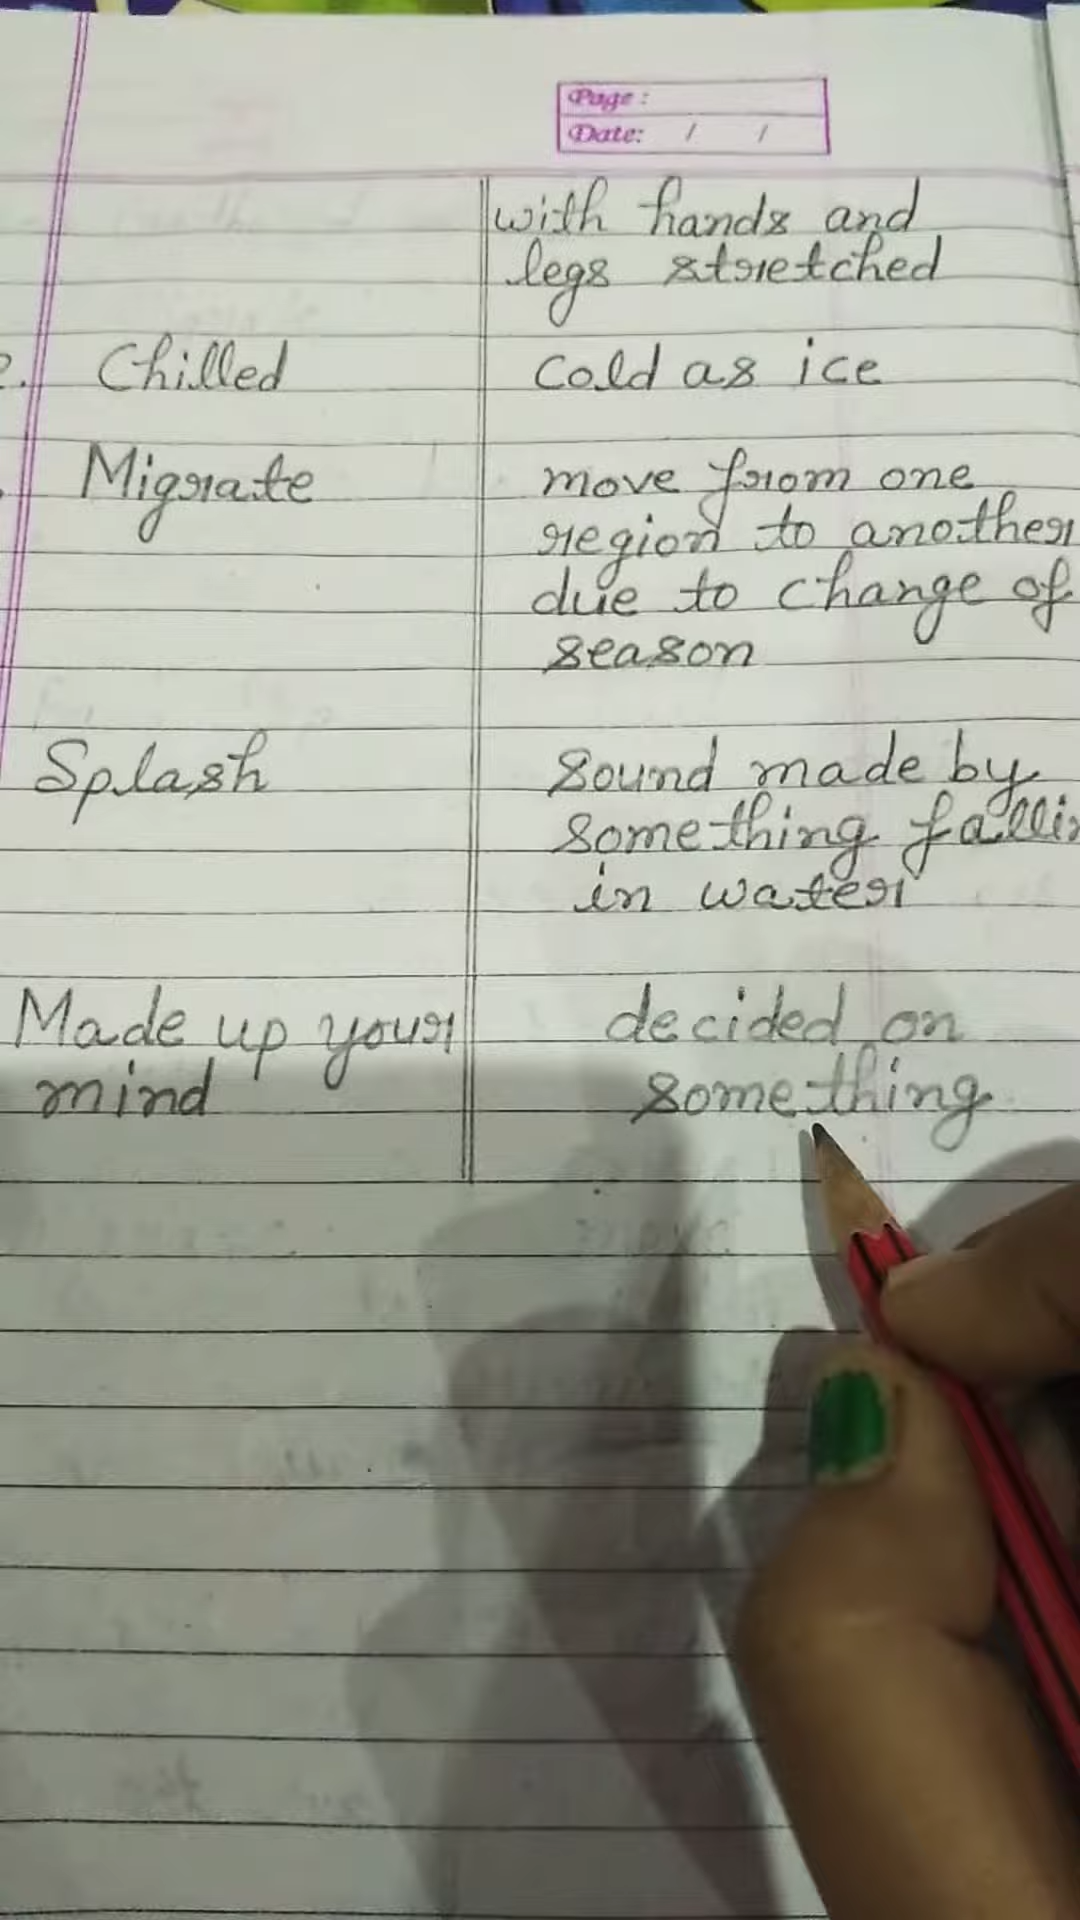 Page :
Date: / /
with hands and
legs stretched
Chilled cold as ice
Migrate move from one
region to another
due to change of
season
Splash sound made by
something
in water
Made up your decided on
mind something